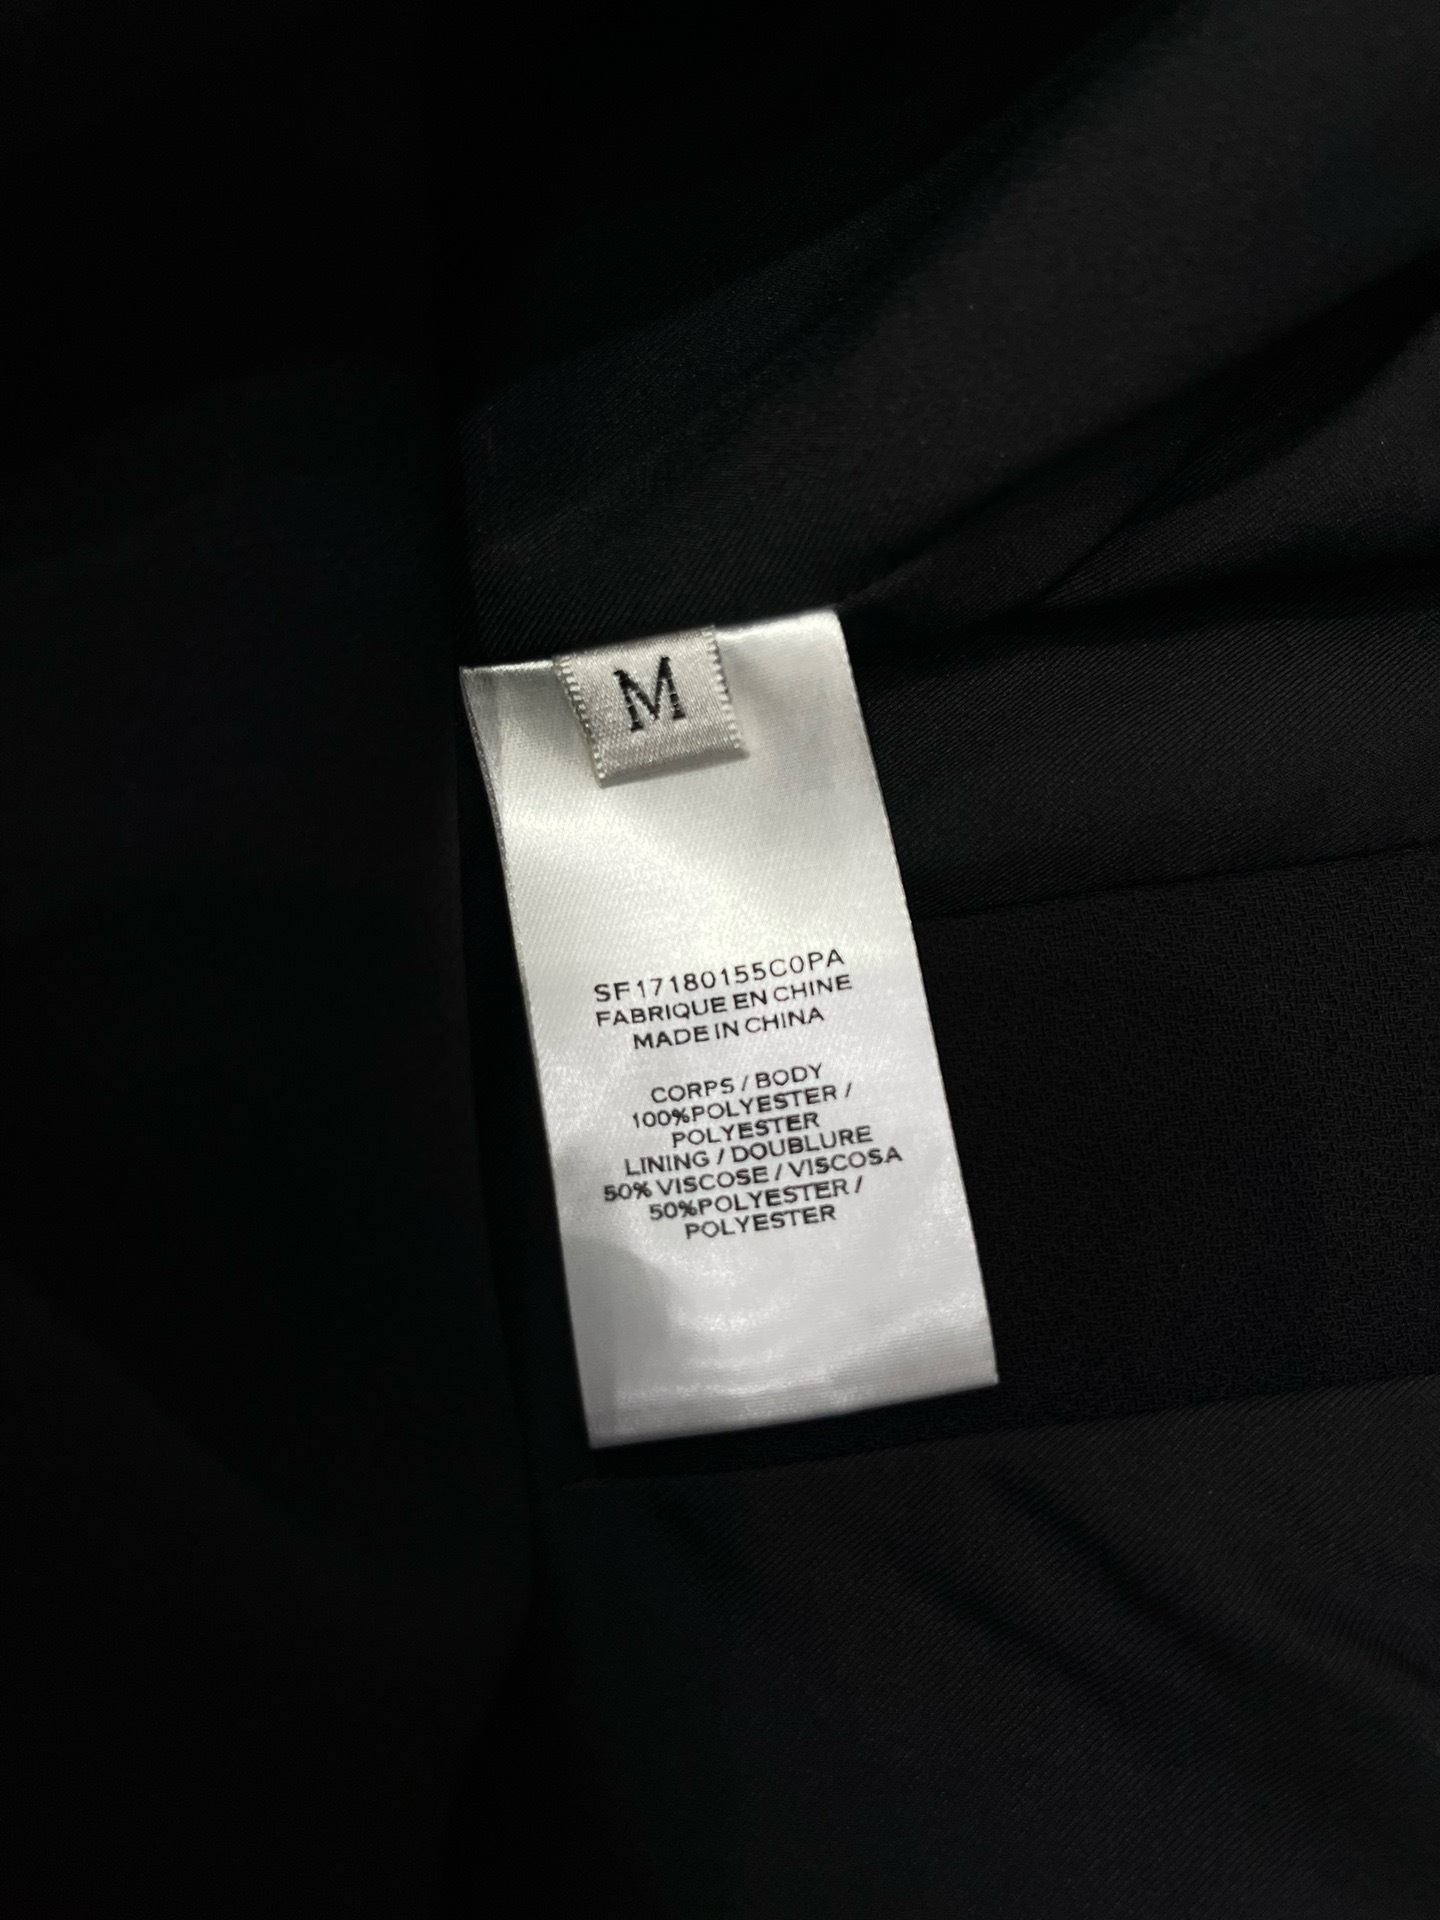 M
SF17180155C0PA
FABRIQUE EN CHINE
MADE IN CHINA
CORPS / BODY
100%POLYESTER /
POLYESTER
LINING / DOUBLURE
50% VISCOSE / VISCOSA
50%POLYESTER /
POLYESTER